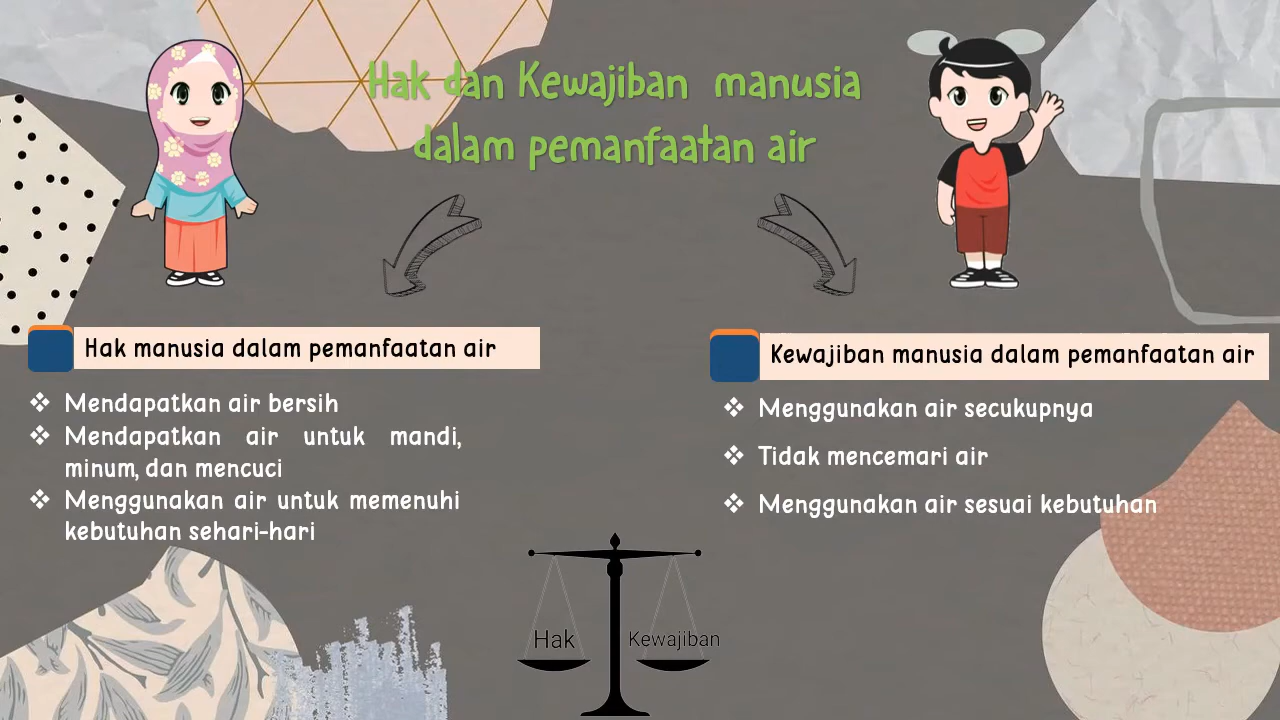 Hak dan Kewajiban manusia
dalam pemanfaatan air
Hak manusia dalam pemanfaatan air
❖ Mendapatkan air bersih
❖ Mendapatkan air untuk mandi,
minum, dan mencuci
❖ Menggunakan air untuk memenuhi
kebutuhan sehari-hari
Kewajiban manusia dalam pemanfaatan air
❖ Menggunakan air secukupnya
❖ Tidak mencemari air
❖ Menggunakan air sesuai kebutuhan
Hak
Kewajiban